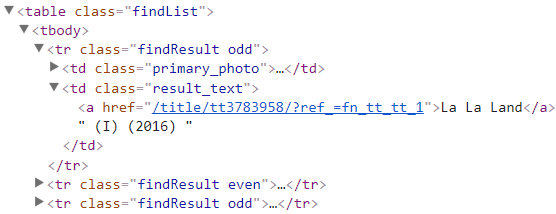 ▼<table class="findList">
▼<tbody>
▼<tr class="findResult odd">
▶<td class="primary_photo">…</td>
▼<td class="result_text">
<a href="/title/tt3783958/?ref_=fn_tt_tt_1">La La Land</a>
" (I) (2016) "
</td>
</tr>
▶<tr class="findResult even">…</tr>
▶<tr class="findResult odd">…</tr>